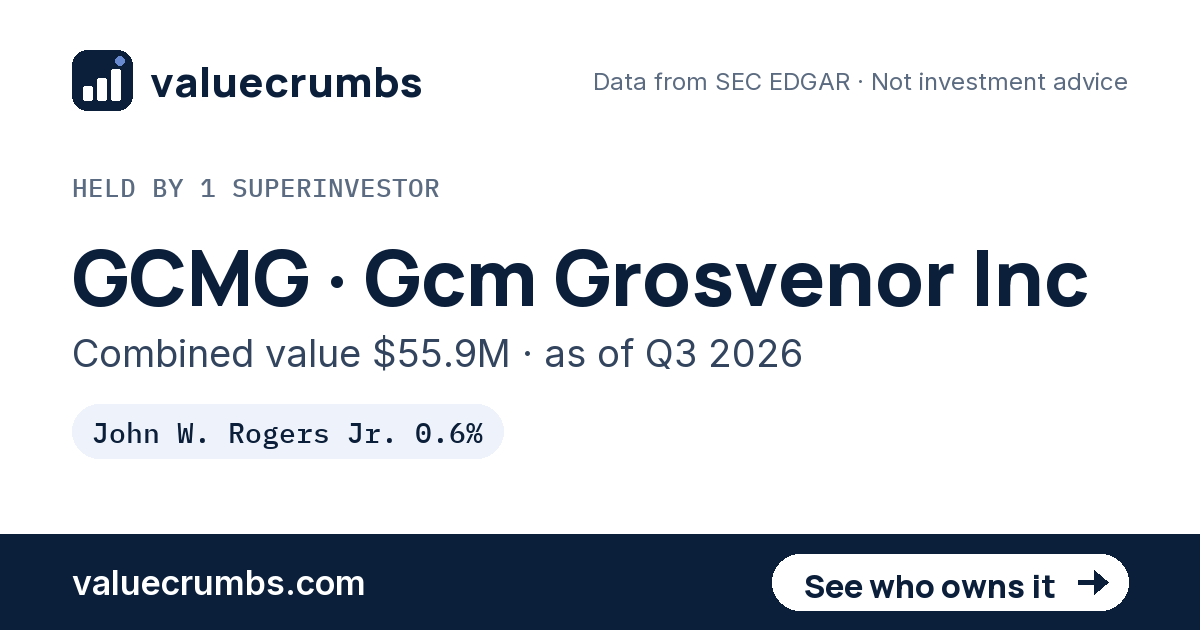 valuecrumbs
Data from SEC EDGAR · Not investment advice
HELD BY 1 SUPERINVESTOR
GCMG · Gcm Grosvenor Inc
Combined value $55.9M · as of Q3 2026
John W. Rogers Jr. 0.6%
valuecrumbs.com
See who owns it →